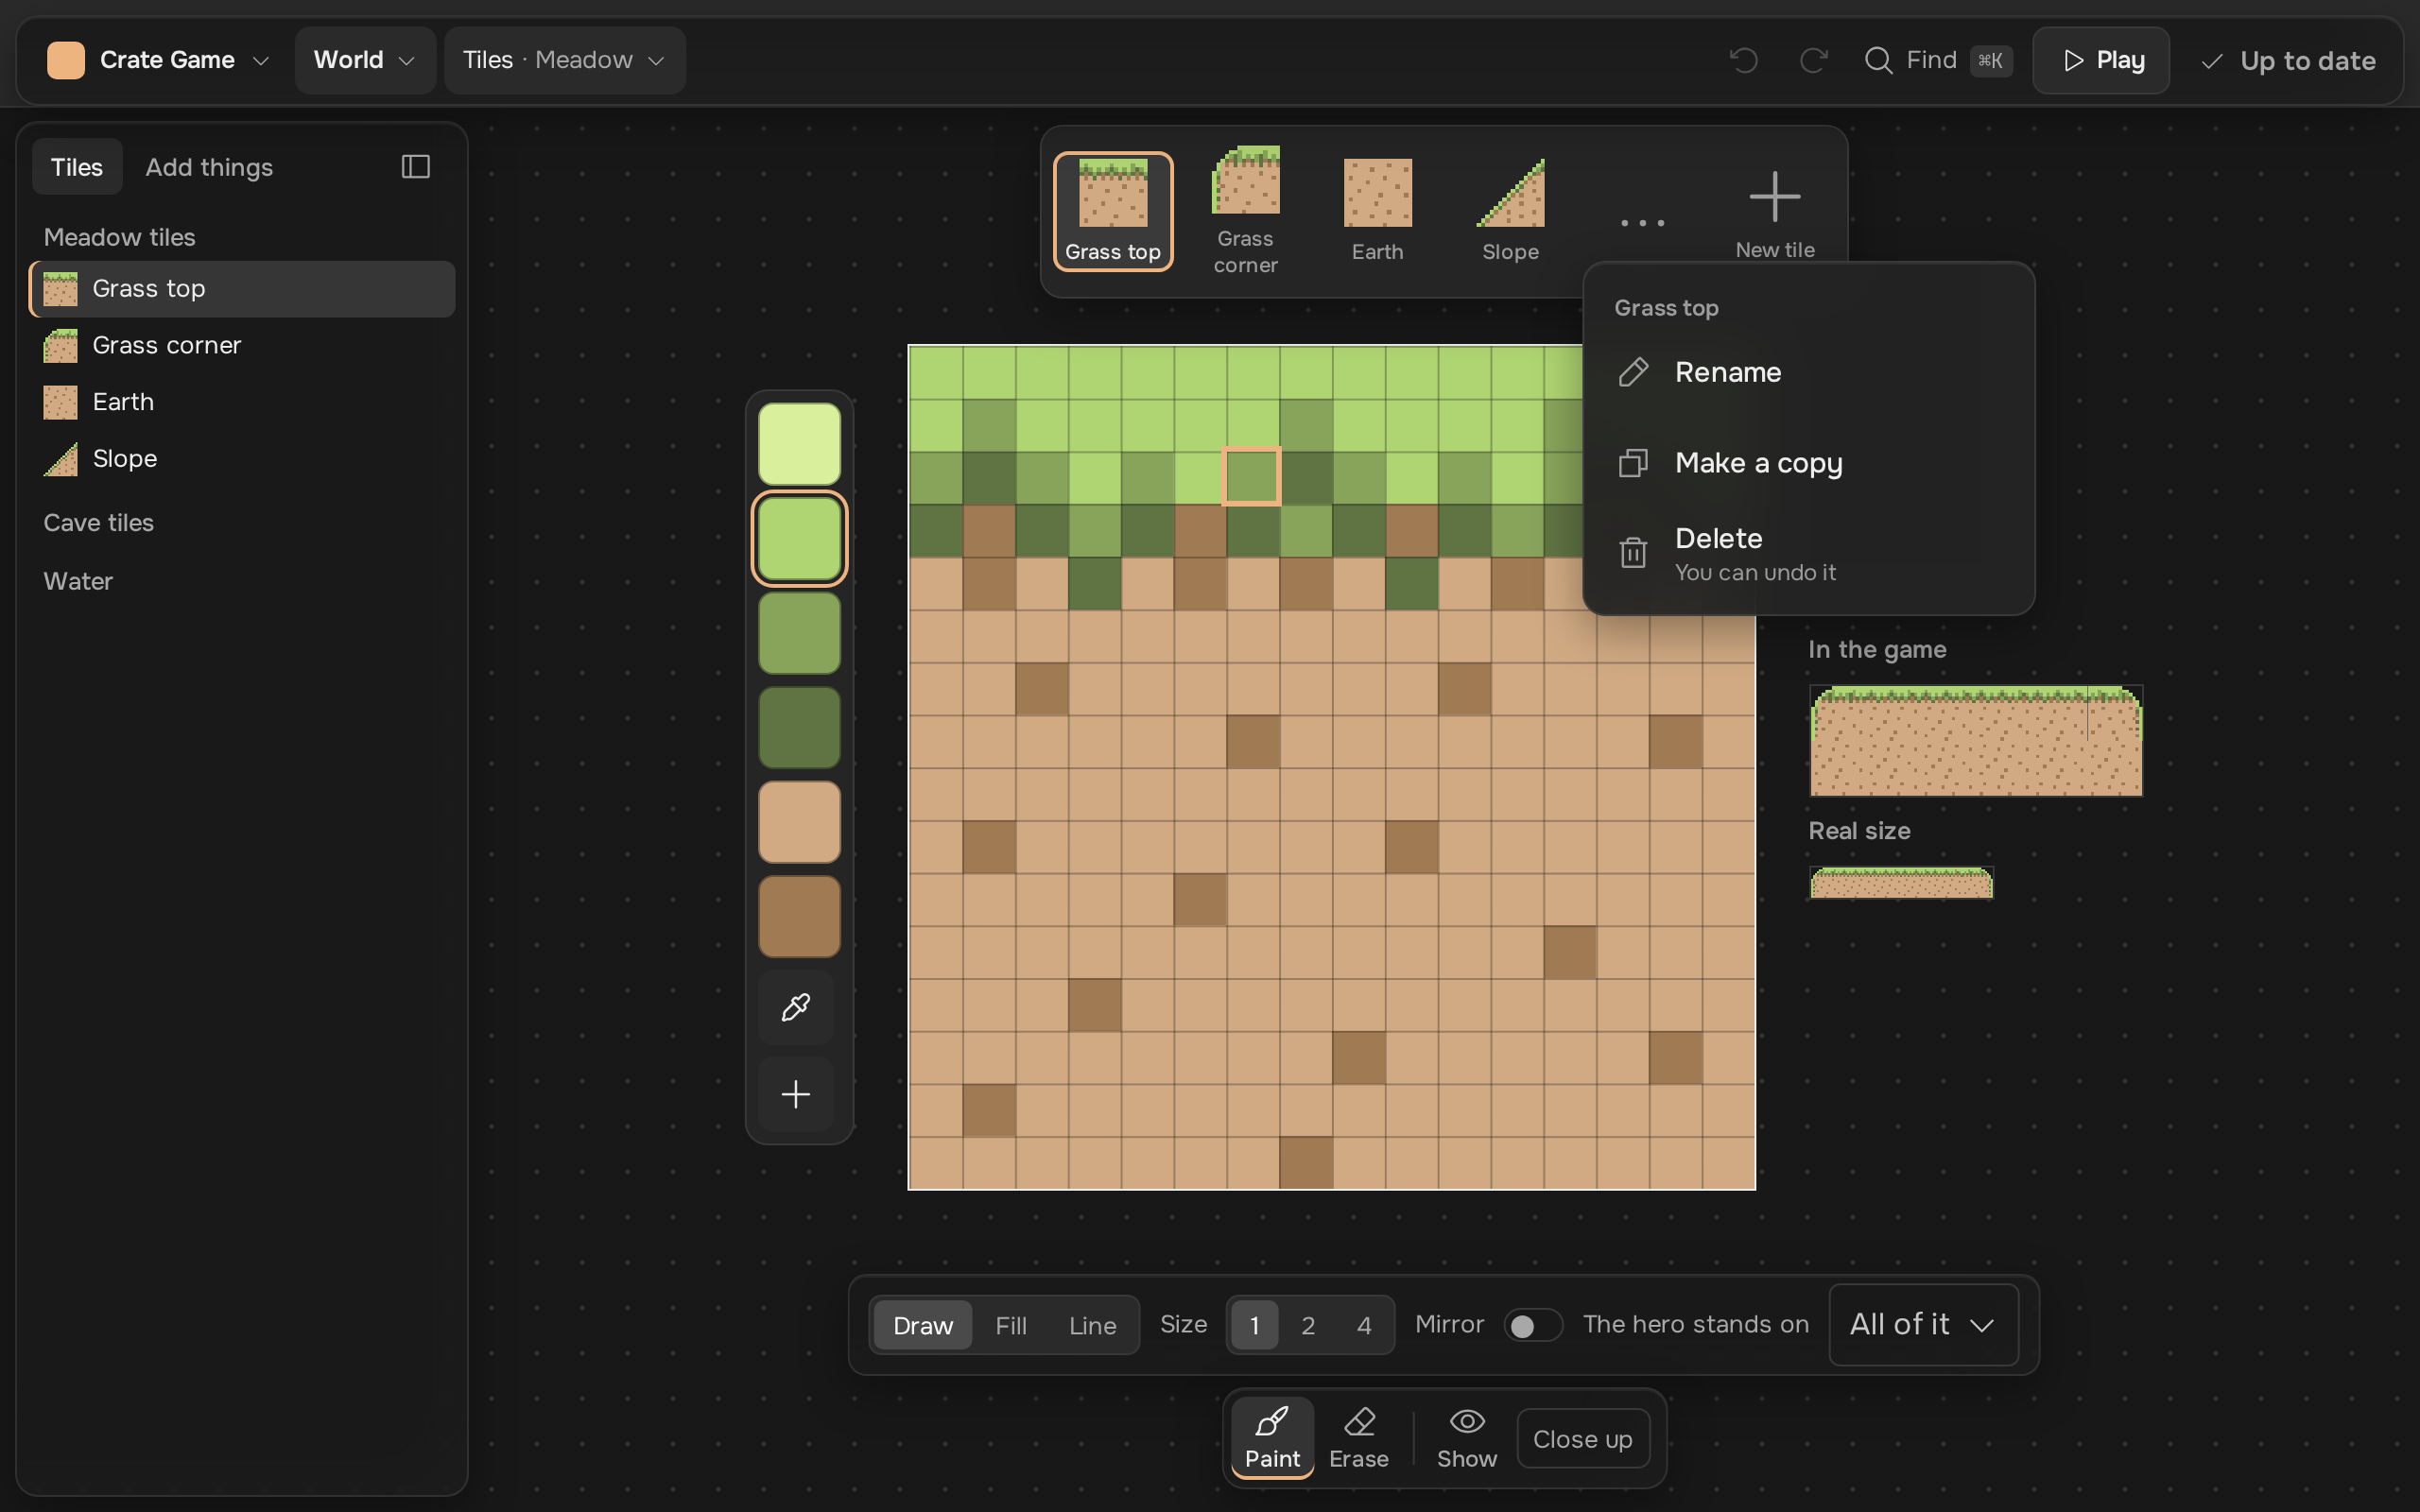 Crate Game
World
Tiles · Meadow
Find ⌘K
Play
Up to date
Tiles
Add things
Meadow tiles
Grass top
Grass corner
Earth
Slope
Cave tiles
Water
Grass top
Grass
corner
Earth
Slope
...
New tile
Grass top
Rename
Make a copy
Delete
You can undo it
In the game
Real size
Draw
Fill
Line
Size
1
2
4
Mirror
The hero stands on
All of it
Paint
Erase
Show
Close up